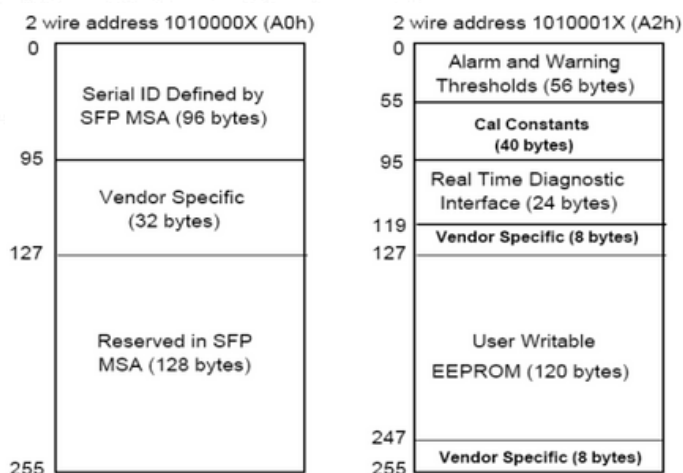 2 wire address 1010000X (A0h)
0
Serial ID Defined by
SFP MSA (96 bytes)
95
Vendor Specific
(32 bytes)
127
Reserved in SFP
MSA (128 bytes)
255
2 wire address 1010001X (A2h)
0
Alarm and Warning
Thresholds (56 bytes)
55
Cal Constants
(40 bytes)
95
Real Time Diagnostic
Interface (24 bytes)
119
Vendor Specific (8 bytes)
127
User Writable
EEPROM (120 bytes)
247
Vendor Specific (8 bytes)
255